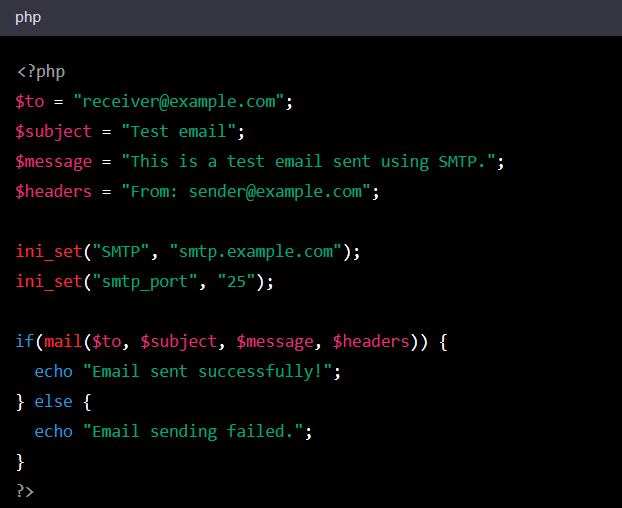 php
<?php
$to = "receiver@example.com";
$subject = "Test email";
$message = "This is a test email sent using SMTP.";
$headers = "From: sender@example.com";
ini_set("SMTP", "smtp.example.com");
ini_set("smtp_port", "25");
if(mail($to, $subject, $message, $headers)) {
  echo "Email sent successfully!";
} else {
  echo "Email sending failed.";
}
?>